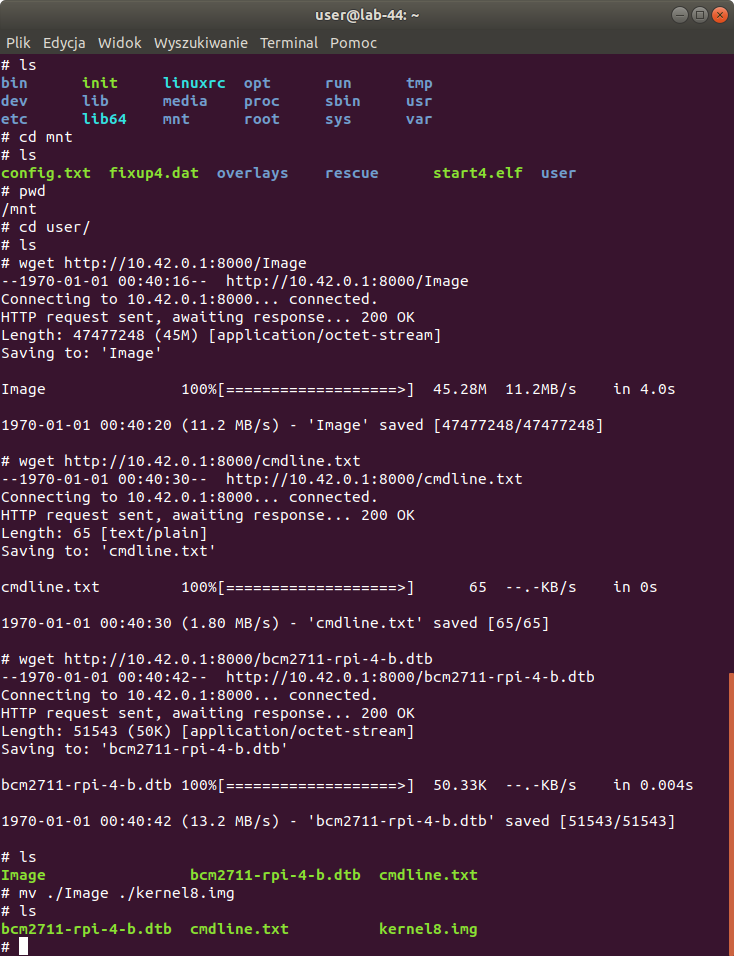 user@lab-44: ~
Plik Edycja Widok Wyszukiwanie Terminal Pomoc
# ls
bin init linuxrc opt run tmp
dev lib media proc sbin usr
etc lib64 mnt root sys var
# cd mnt
# ls
config.txt fixup4.dat overlays rescue start4.elf user
# pwd
/mnt
# cd user/
# ls
# wget http://10.42.0.1:8000/Image
--1970-01-01 00:40:16-- http://10.42.0.1:8000/Image
Connecting to 10.42.0.1:8000... connected.
HTTP request sent, awaiting response... 200 OK
Length: 47477248 (45M) [application/octet-stream]
Saving to: 'Image'
Image 100%[===================>] 45.28M 11.2MB/s in 4.0s
1970-01-01 00:40:20 (11.2 MB/s) - 'Image' saved [47477248/47477248]
# wget http://10.42.0.1:8000/cmdline.txt
--1970-01-01 00:40:30-- http://10.42.0.1:8000/cmdline.txt
Connecting to 10.42.0.1:8000... connected.
HTTP request sent, awaiting response... 200 OK
Length: 65 [text/plain]
Saving to: 'cmdline.txt'
cmdline.txt 100%[===================>] 65 --.-KB/s in 0s
1970-01-01 00:40:30 (1.80 MB/s) - 'cmdline.txt' saved [65/65]
# wget http://10.42.0.1:8000/bcm2711-rpi-4-b.dtb
--1970-01-01 00:40:42-- http://10.42.0.1:8000/bcm2711-rpi-4-b.dtb
Connecting to 10.42.0.1:8000... connected.
HTTP request sent, awaiting response... 200 OK
Length: 51543 (50K) [application/octet-stream]
Saving to: 'bcm2711-rpi-4-b.dtb'
bcm2711-rpi-4-b.dtb 100%[===================>] 50.33K --.-KB/s in 0.004s
1970-01-01 00:40:42 (13.2 MB/s) - 'bcm2711-rpi-4-b.dtb' saved [51543/51543]
# ls
Image bcm2711-rpi-4-b.dtb cmdline.txt
# mv ./Image ./kernel8.img
# ls
bcm2711-rpi-4-b.dtb cmdline.txt kernel8.img
#